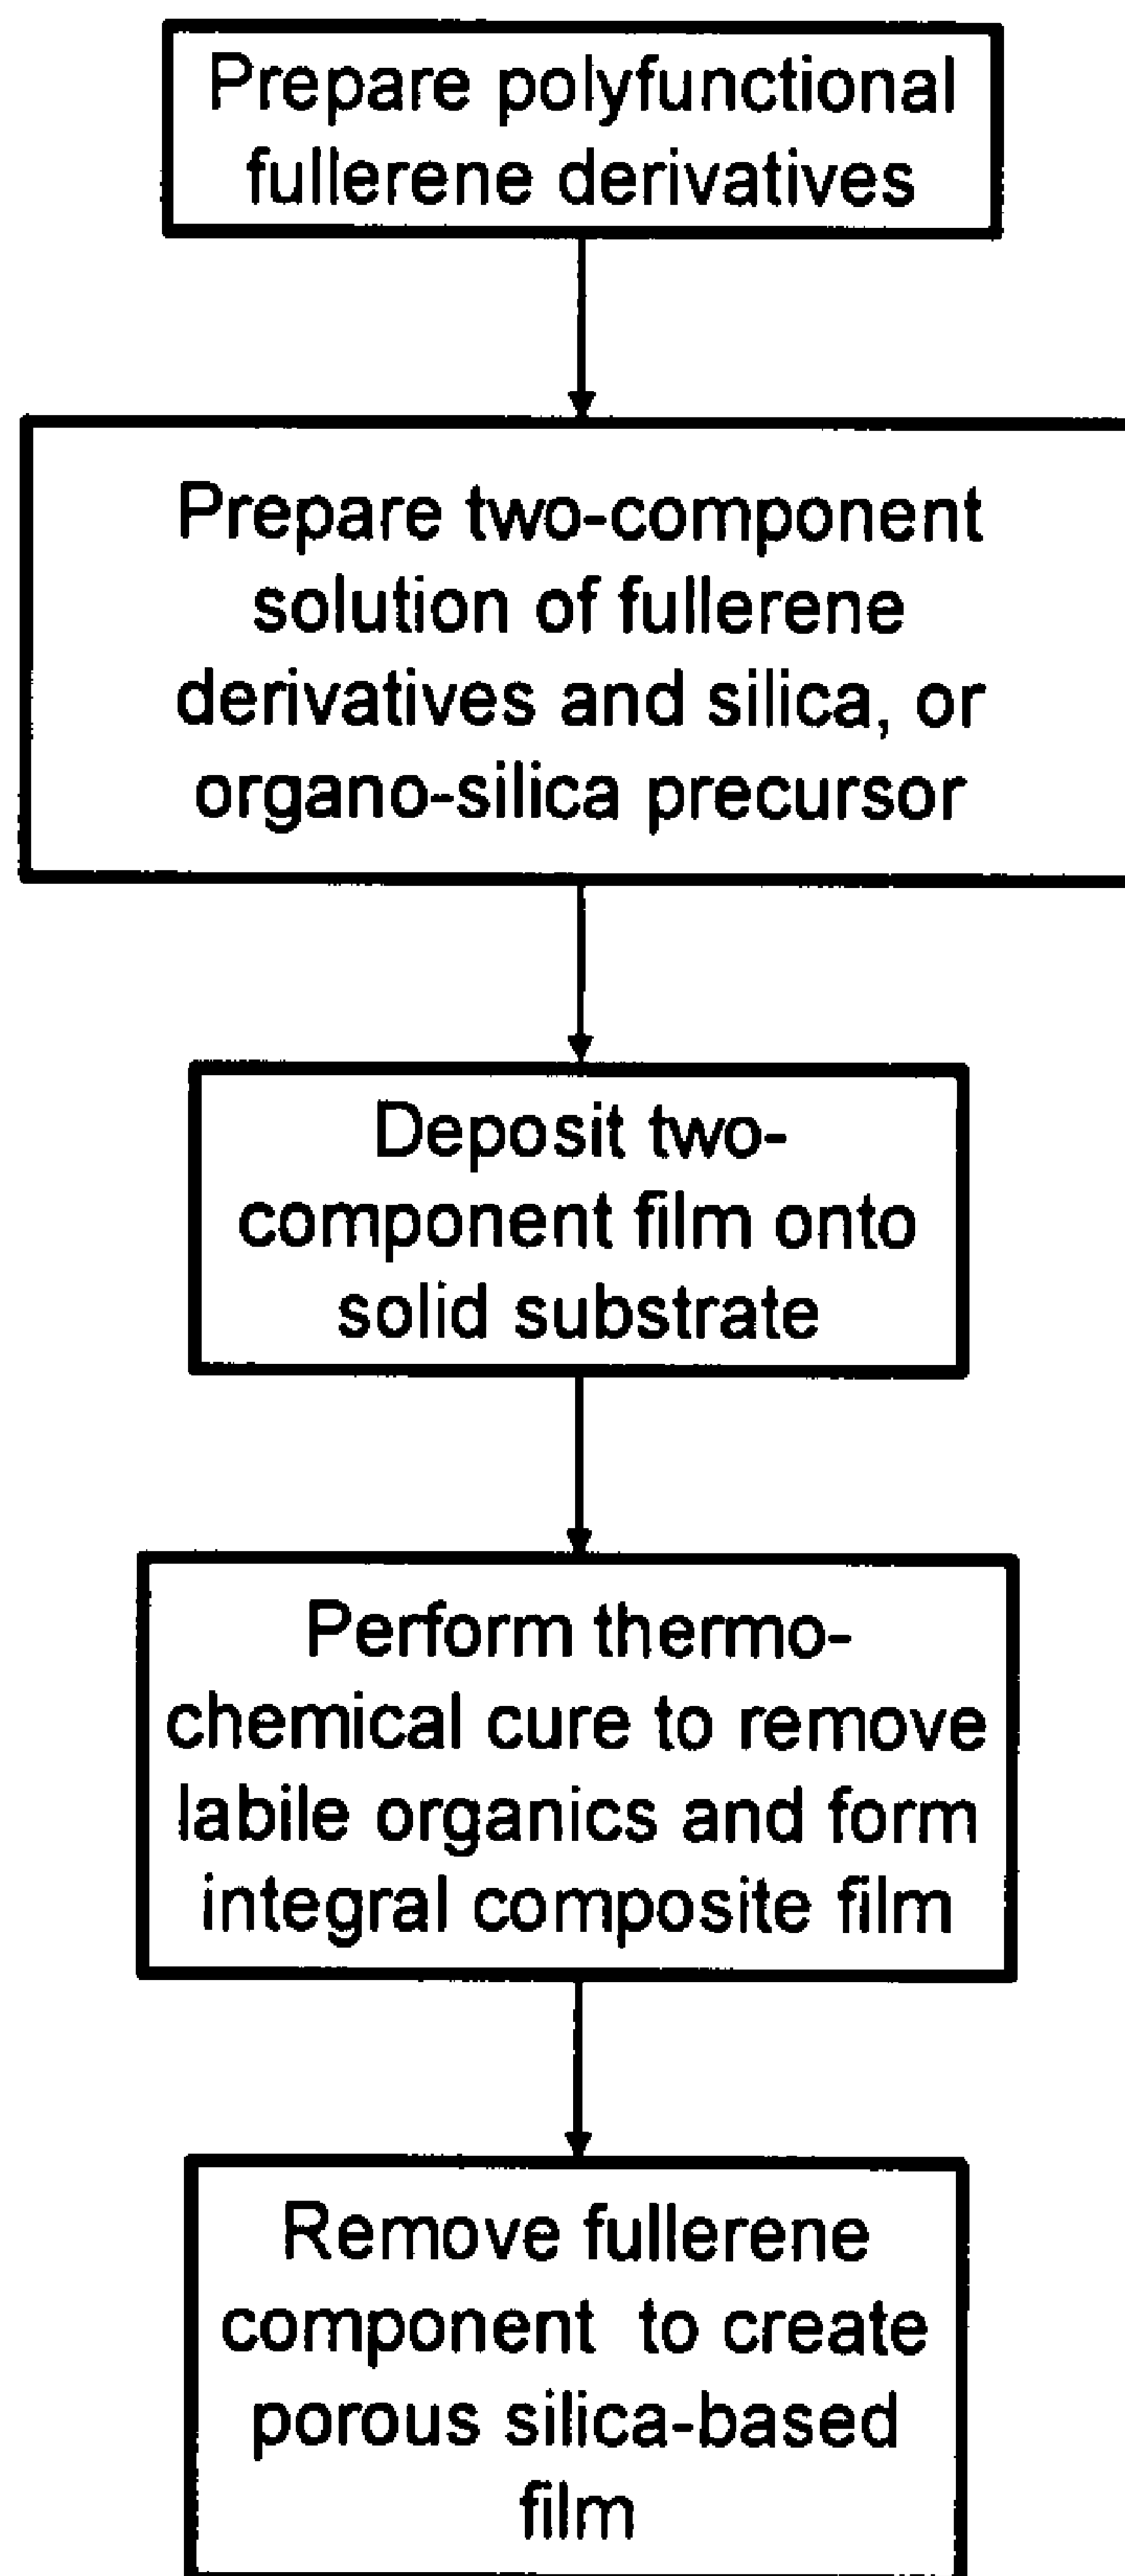 Prepare polyfunctional
fullerene derivatives
Prepare two-component
solution of fullerene
derivatives and silica, or
organo-silica precursor
Deposit two-
component film onto
solid substrate
Perform thermo-
chemical cure to remove
labile organics and form
integral composite film
Remove fullerene
component to create
porous silica-based
film